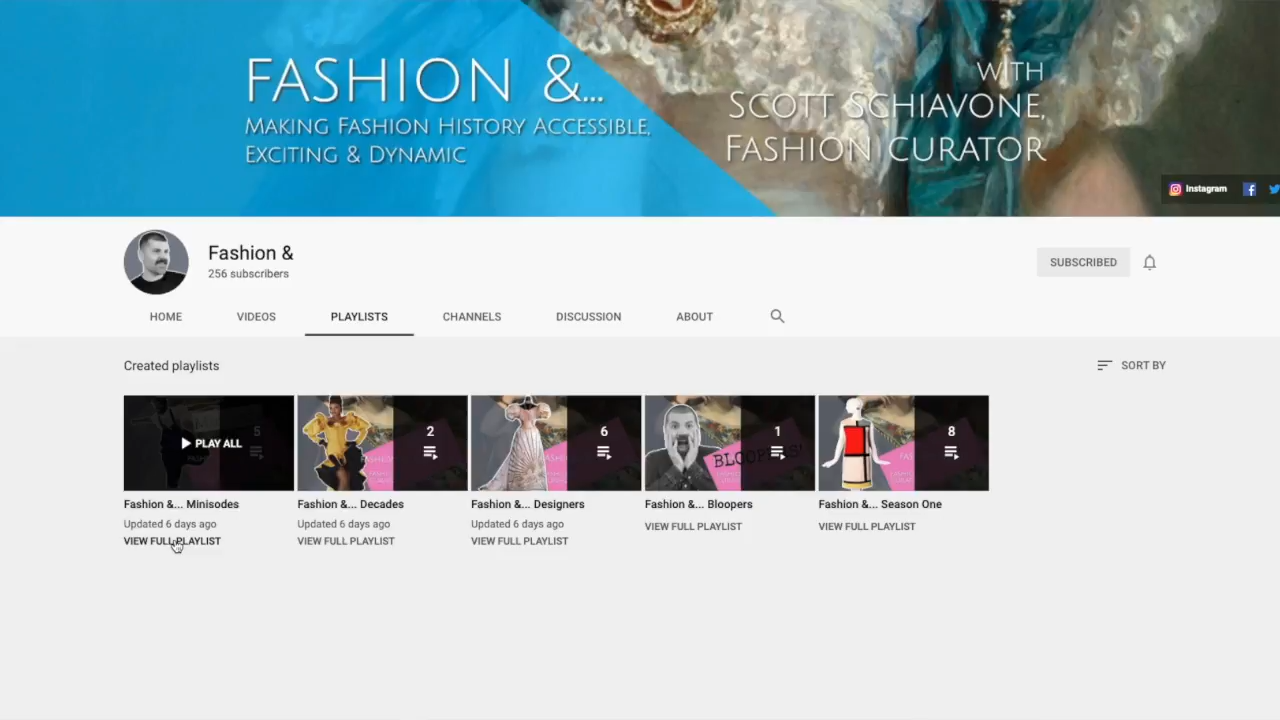 FASHION &...
MAKING FASHION HISTORY ACCESSIBLE,
EXCITING & DYNAMIC
WITH
SCOTT SCHIAVONE,
FASHION CURATOR
Instagram
Fashion &
256 subscribers
SUBSCRIBED
HOME
VIDEOS
PLAYLISTS
CHANNELS
DISCUSSION
ABOUT
Created playlists
SORT BY
PLAY ALL
5
2
6
BLOOPERS!
1
8
Fashion &... Minisodes
Fashion &... Decades
Fashion &... Designers
Fashion &... Bloopers
Fashion &... Season One
Updated 6 days ago
Updated 6 days ago
Updated 6 days ago
VIEW FULL PLAYLIST
VIEW FULL PLAYLIST
VIEW FULL PLAYLIST
VIEW FULL PLAYLIST
VIEW FULL PLAYLIST